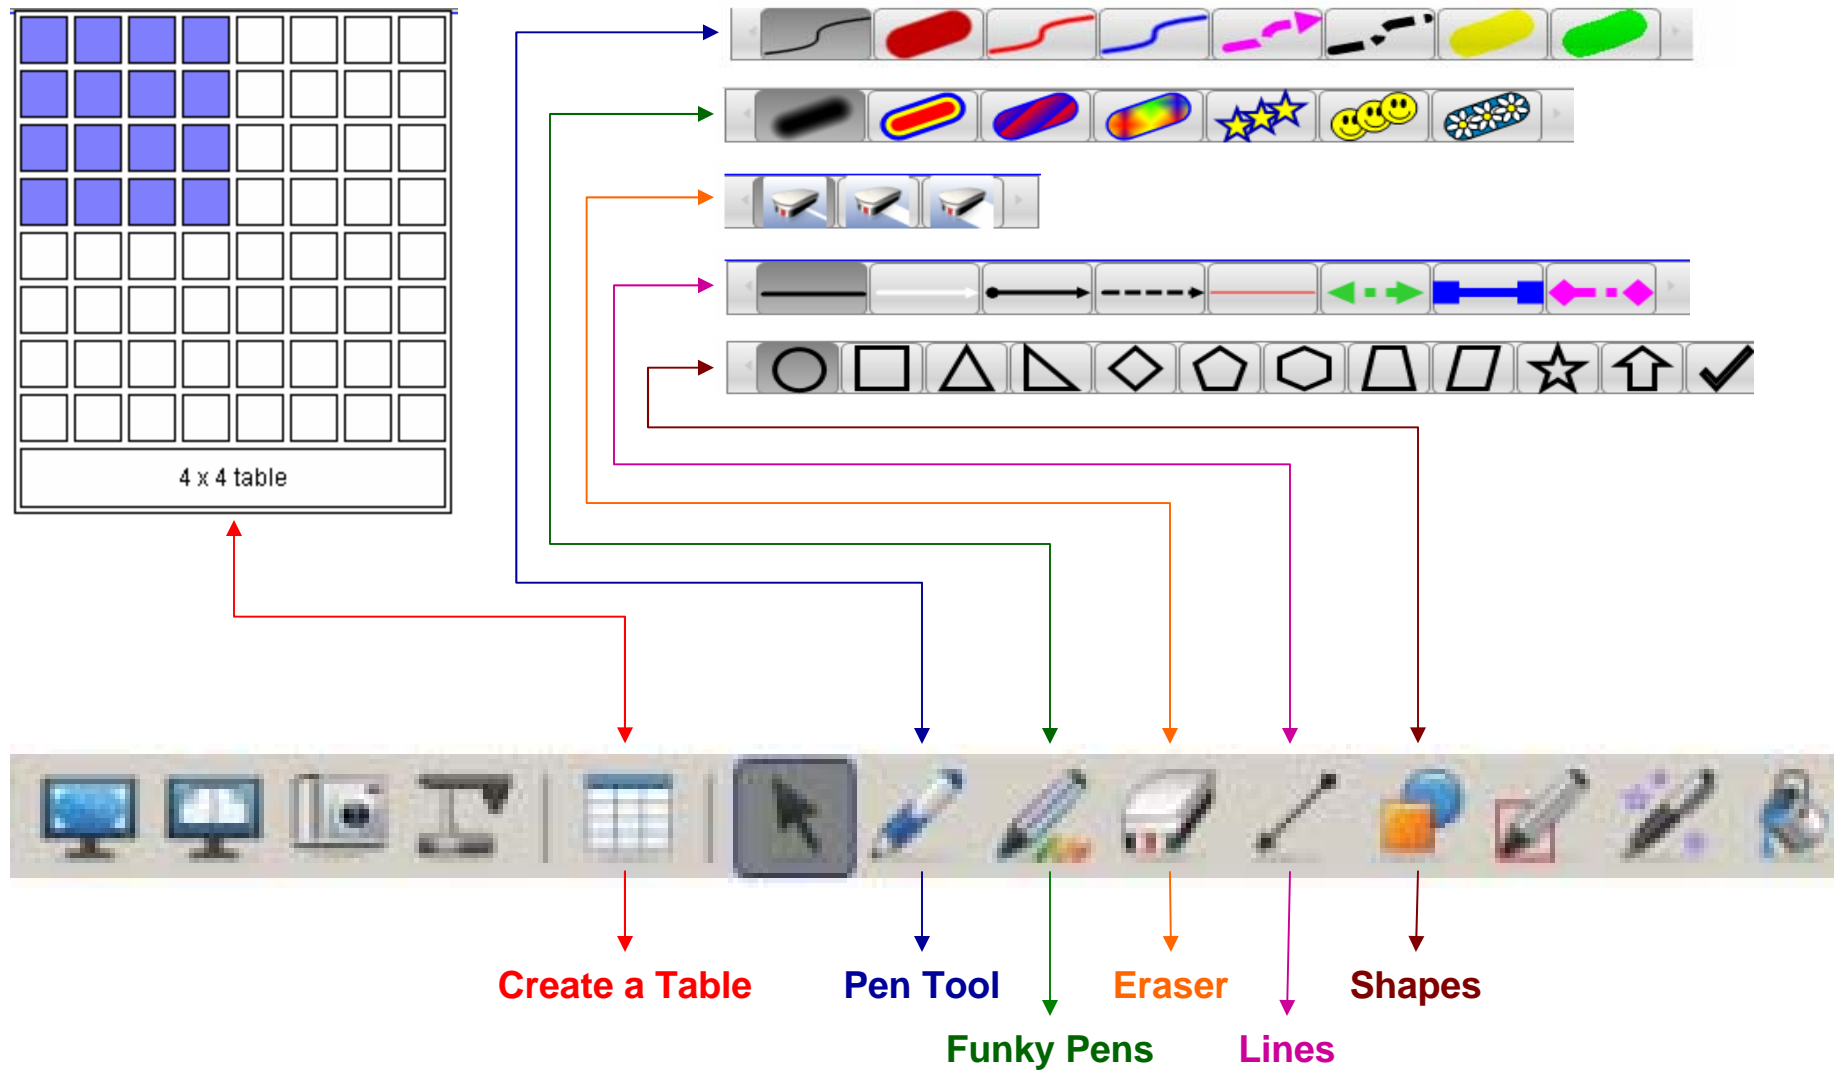 4 x 4 table
Create a Table
Pen Tool
Eraser
Shapes
Funky Pens
Lines